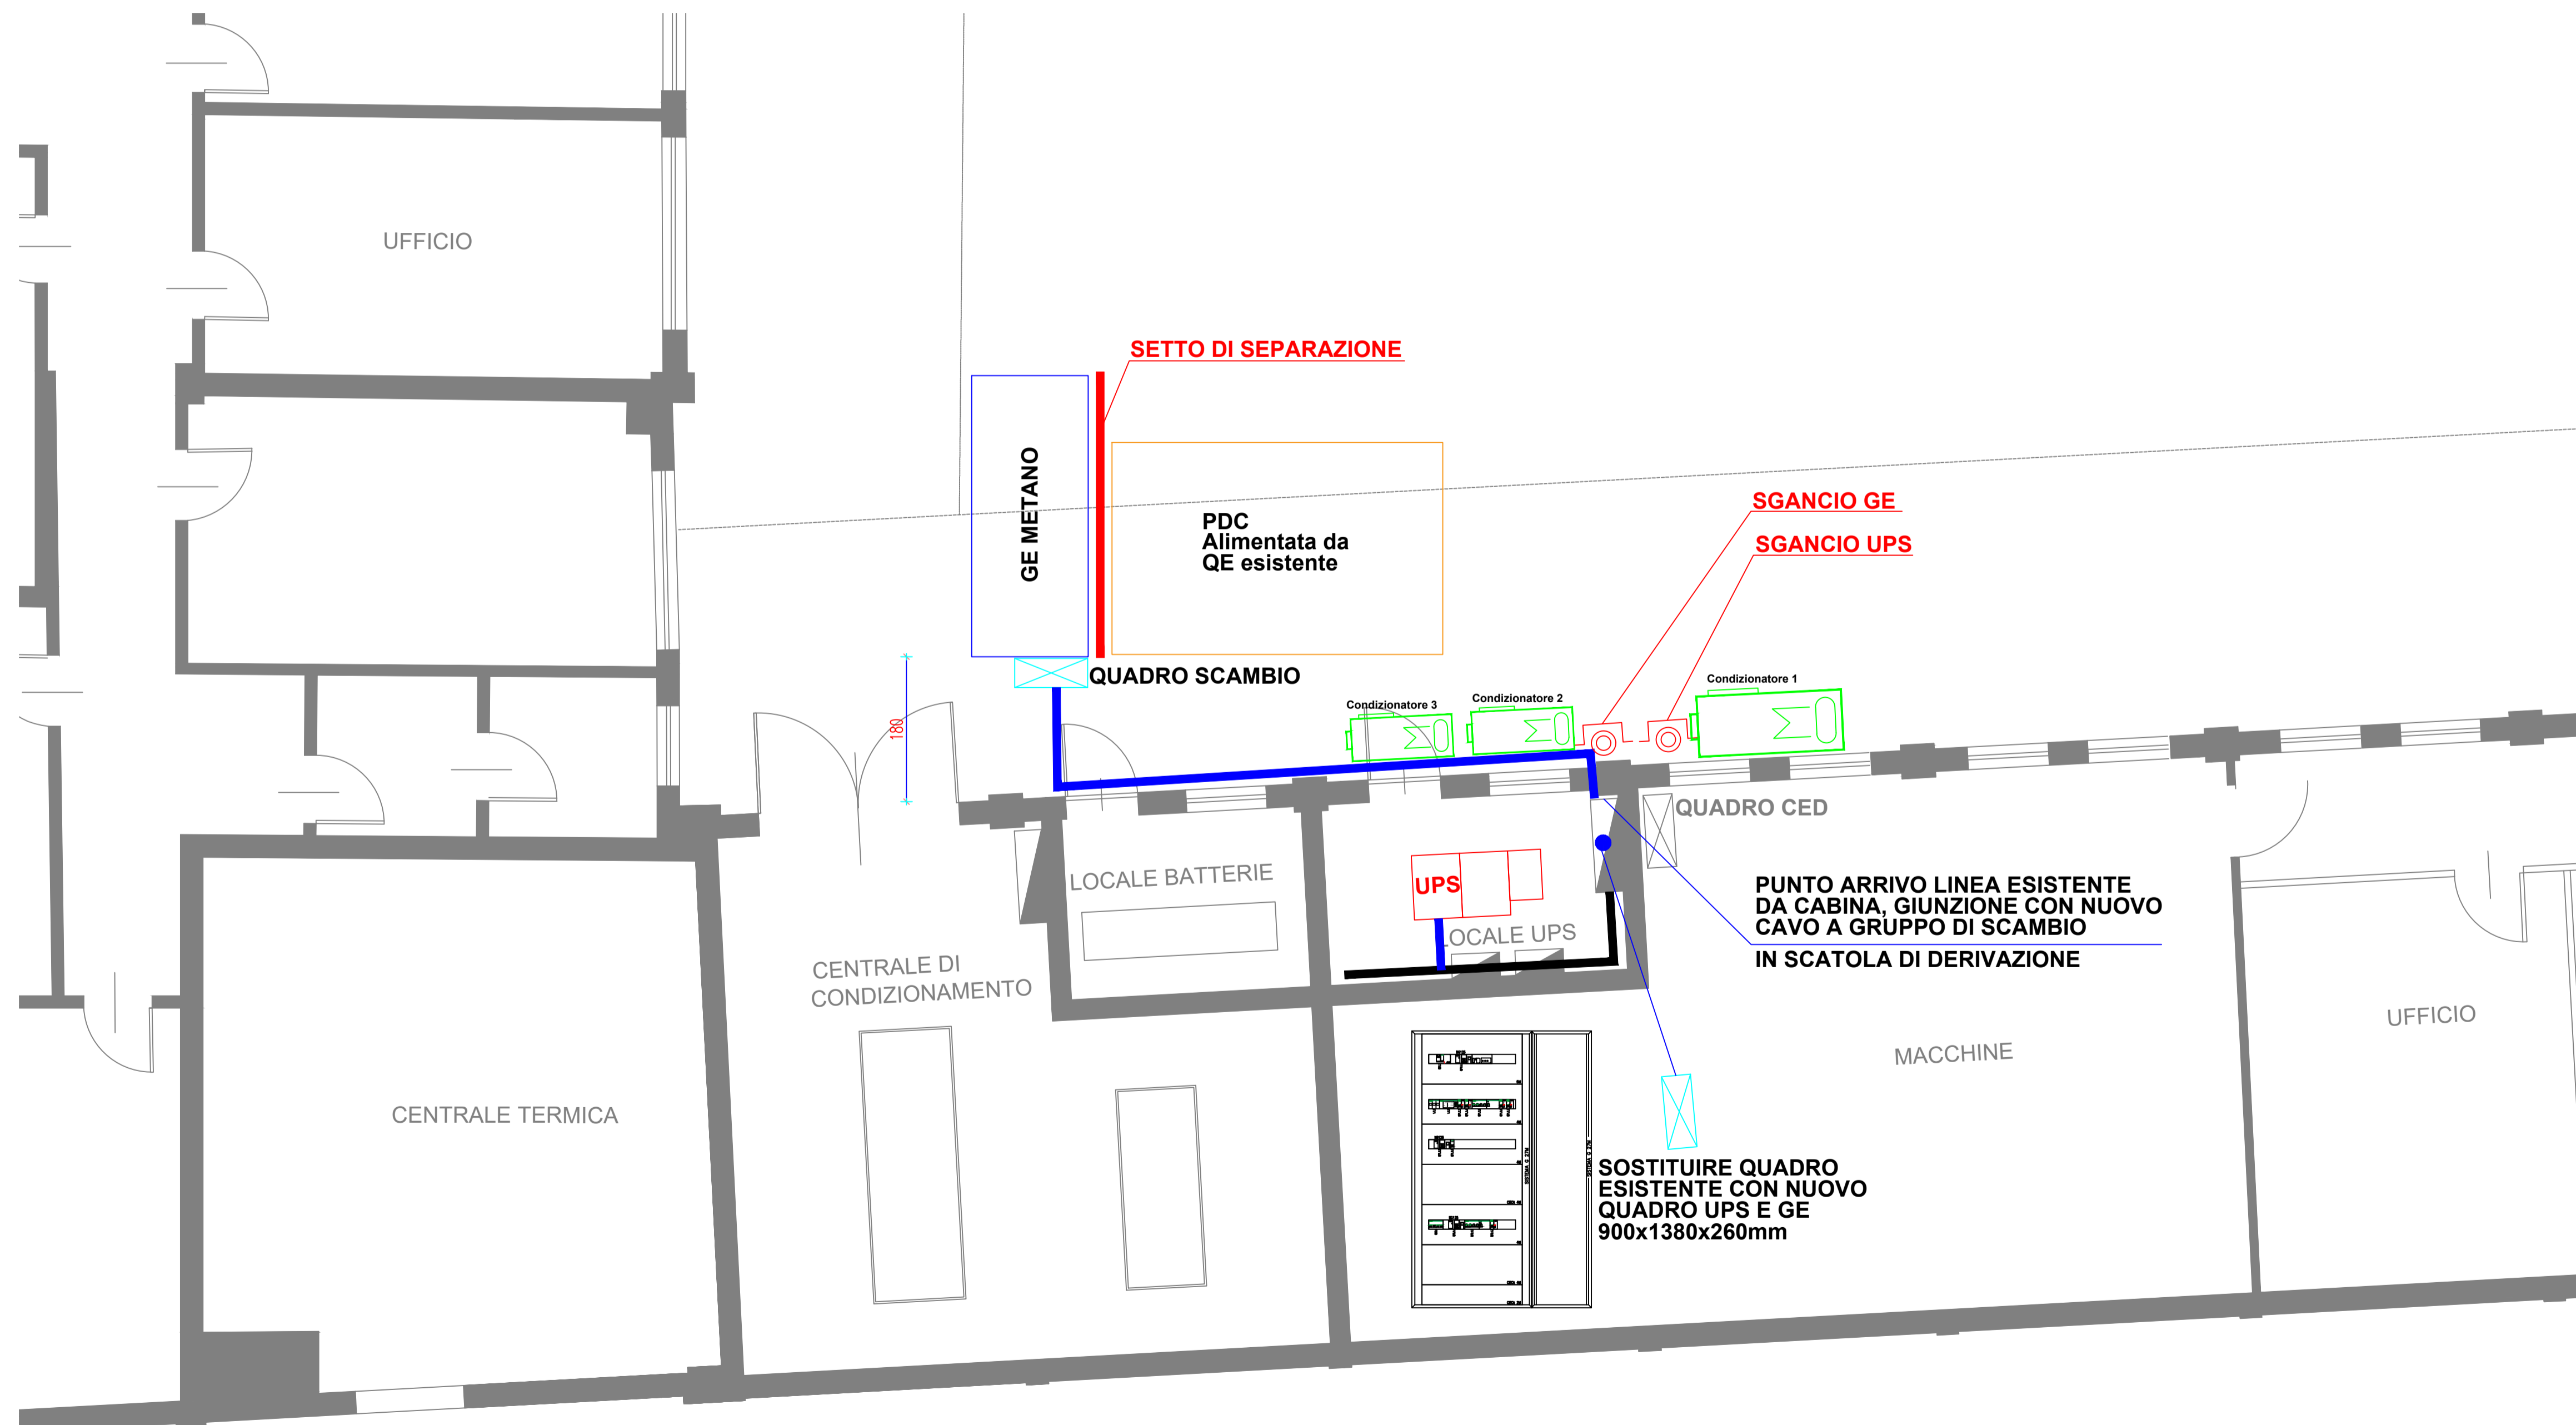 UFFICIO
SETTO DI SEPARAZIONE
GE METANO
PDC
Alimentata da
QE esistente
SGANCIO GE
SGANCIO UPS
QUADRO SCAMBIO
180
Condizionatore 3
Condizionatore 2
Condizionatore 1
QUADRO CED
LOCALE BATTERIE
UPS
LOCALE UPS
PUNTO ARRIVO LINEA ESISTENTE
DA CABINA, GIUNZIONE CON NUOVO
CAVO A GRUPPO DI SCAMBIO
IN SCATOLA DI DERIVAZIONE
CENTRALE DI
CONDIZIONAMENTO
UFFICIO
MACCHINE
CENTRALE TERMICA
SOSTITUIRE QUADRO
ESISTENTE CON NUOVO
QUADRO UPS E GE
900x1380x260mm